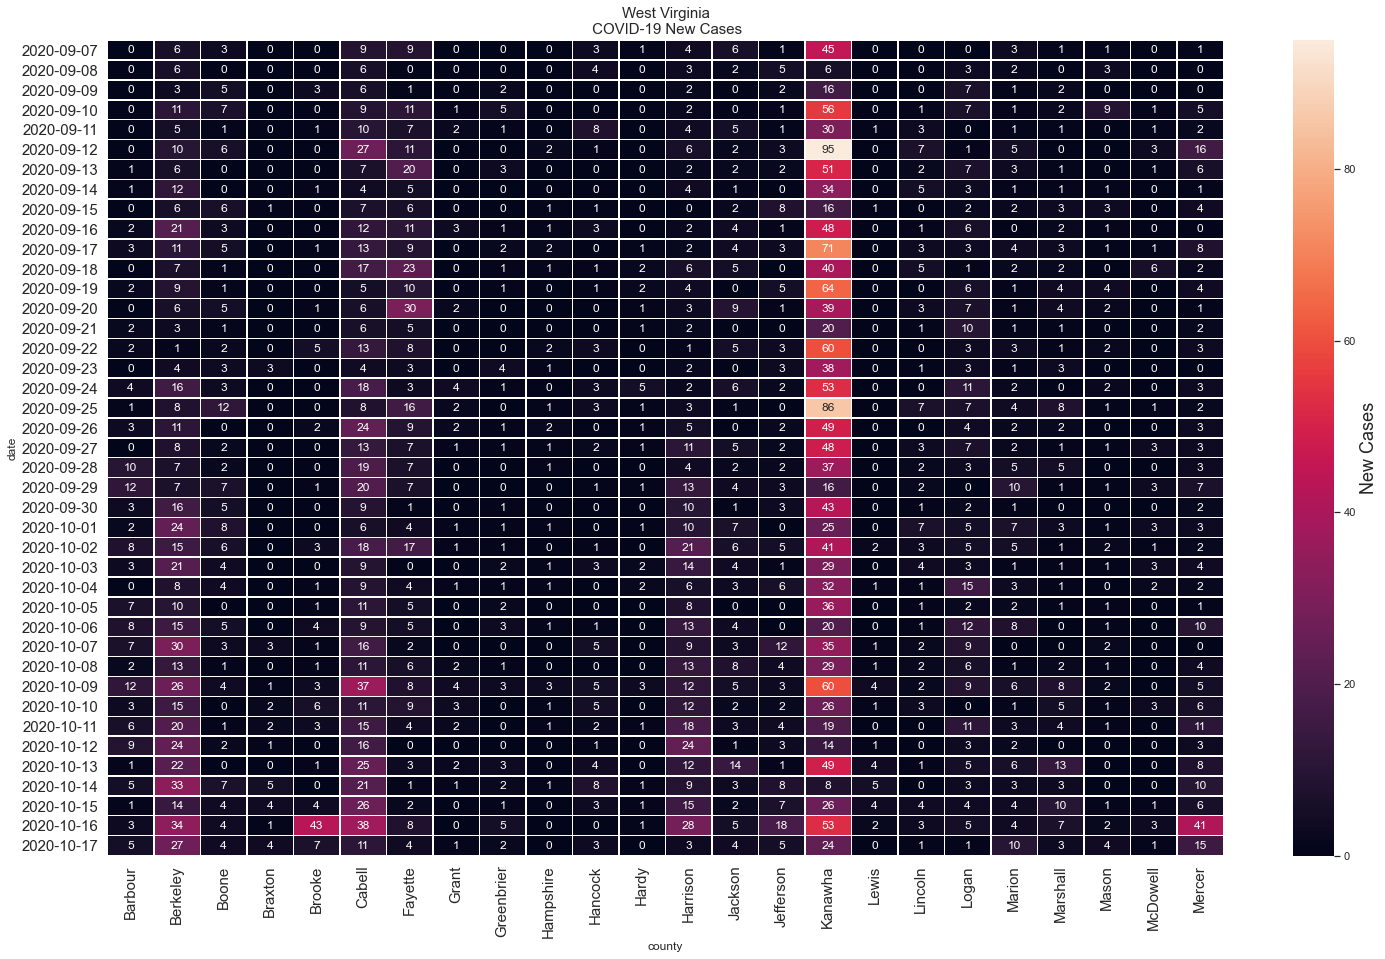 West Virginia
COVID-19 New Cases
2020-09-07 0 6 3 0 0 9 9 0 0 0 3 1 4 6 1 45 0 0 0 3 1 1 0 1
2020-09-08 0 6 0 0 0 6 0 0 0 0 4 0 3 2 5 6 0 0 3 2 0 3 0 0
2020-09-09 0 3 5 0 3 6 1 0 2 0 0 0 2 0 2 16 0 0 7 1 2 0 0 0
2020-09-10 0 11 7 0 0 9 11 1 5 0 0 0 2 0 1 56 0 1 7 1 2 9 1 5
2020-09-11 0 5 1 0 1 10 7 2 1 0 8 0 4 5 1 30 1 3 0 1 1 0 1 2
2020-09-12 0 10 6 0 0 27 11 0 0 2 1 0 6 2 3 95 0 7 1 5 0 0 3 16
2020-09-13 1 6 0 0 0 7 20 0 3 0 0 0 2 2 2 51 0 2 7 3 1 0 1 6
2020-09-14 1 12 0 0 1 4 5 0 0 0 0 0 4 1 0 34 0 5 3 1 1 1 0 1
2020-09-15 0 6 6 1 0 7 6 0 0 1 1 0 0 2 8 16 1 0 2 2 3 3 0 4
2020-09-16 2 21 3 0 0 12 11 3 1 1 3 0 2 4 1 48 0 1 6 0 2 1 0 0
2020-09-17 3 11 5 0 1 13 9 0 2 2 0 1 2 4 3 71 0 3 3 4 3 1 1 8
2020-09-18 0 7 1 0 0 17 23 0 1 1 1 2 6 5 0 40 0 5 1 2 2 0 6 2
2020-09-19 2 9 1 0 0 5 10 0 1 0 1 2 4 0 5 64 0 0 6 1 4 4 0 4
2020-09-20 0 6 5 0 1 6 30 2 0 0 0 1 3 9 1 39 0 3 7 1 4 2 0 1
2020-09-21 2 3 1 0 0 6 5 0 0 0 0 1 2 0 0 20 0 1 10 1 1 0 0 2
2020-09-22 2 1 2 0 5 13 8 0 0 2 3 0 1 5 3 60 0 0 3 3 1 2 0 3
2020-09-23 0 4 3 3 0 4 3 0 4 1 0 0 2 0 3 38 0 1 3 1 3 0 0 0
2020-09-24 4 16 3 0 0 18 3 4 1 0 3 5 2 6 2 53 0 0 11 2 0 2 0 3
2020-09-25 1 8 12 0 0 8 16 2 0 1 3 1 3 1 0 86 0 7 7 4 8 1 1 2
2020-09-26 3 11 0 0 2 24 9 2 1 2 0 1 5 0 2 49 0 0 4 2 2 0 0 3
2020-09-27 0 8 2 0 0 13 7 1 1 1 2 1 11 5 2 48 0 3 7 2 1 1 3 3
2020-09-28 10 7 2 0 0 19 7 0 0 1 0 0 4 2 2 37 0 2 3 5 5 0 0 3
2020-09-29 12 7 7 0 1 20 7 0 0 0 1 1 13 4 3 16 0 2 0 10 1 1 3 7
2020-09-30 3 16 5 0 0 9 1 0 1 0 0 0 10 1 3 43 0 1 2 1 0 0 0 2
2020-10-01 2 24 8 0 0 6 4 1 1 1 0 1 10 7 0 25 0 7 5 7 3 1 3 3
2020-10-02 8 15 6 0 3 18 17 1 1 0 1 0 21 6 5 41 2 3 5 5 1 2 1 2
2020-10-03 3 21 4 0 0 9 0 0 2 1 3 2 14 4 1 29 0 4 3 1 1 1 3 4
2020-10-04 0 8 4 0 1 9 4 1 1 1 0 2 6 3 6 32 1 1 15 3 1 0 2 2
2020-10-05 7 10 0 0 1 11 5 0 2 0 0 0 8 0 0 36 0 1 2 2 1 1 0 1
2020-10-06 8 15 5 0 4 9 5 0 3 1 1 0 13 4 0 20 0 1 12 8 0 1 0 10
2020-10-07 7 30 3 3 1 16 2 0 0 0 5 0 9 3 12 35 1 2 9 0 0 2 0 0
2020-10-08 2 13 1 0 1 11 6 2 1 0 0 0 13 8 4 29 1 2 6 1 2 1 0 4
2020-10-09 12 26 4 1 3 37 8 4 3 3 5 3 12 5 3 60 4 2 9 6 8 2 0 5
2020-10-10 3 15 0 2 6 11 9 3 0 1 5 0 12 2 2 26 1 3 0 1 5 1 3 6
2020-10-11 6 20 1 2 3 15 4 2 0 1 2 1 18 3 4 19 0 0 11 3 4 1 0 11
2020-10-12 9 24 2 1 0 16 0 0 0 0 1 0 24 1 3 14 1 0 3 2 0 0 0 3
2020-10-13 1 22 0 0 1 25 3 2 3 0 4 0 12 14 1 49 4 1 5 6 13 0 0 8
2020-10-14 5 33 7 5 0 21 1 1 2 1 8 1 9 3 8 8 5 0 3 3 3 0 0 10
2020-10-15 1 14 4 4 4 26 2 0 1 0 3 1 15 2 7 26 4 4 4 4 10 1 1 6
2020-10-16 3 34 4 1 43 38 8 0 5 0 0 1 28 5 18 53 2 3 5 4 7 2 3 41
2020-10-17 5 27 4 4 7 11 4 1 2 0 3 0 3 4 5 24 0 1 1 10 3 4 1 15
Barbour Berkeley Boone Braxton Brooke Cabell Fayette Grant Greenbrier Hampshire Hancock Hardy Harrison Jackson Jefferson Kanawha Lewis Lincoln Logan Marion Marshall Mason McDowell Mercer
county
date
80
60
40
20
0
New Cases